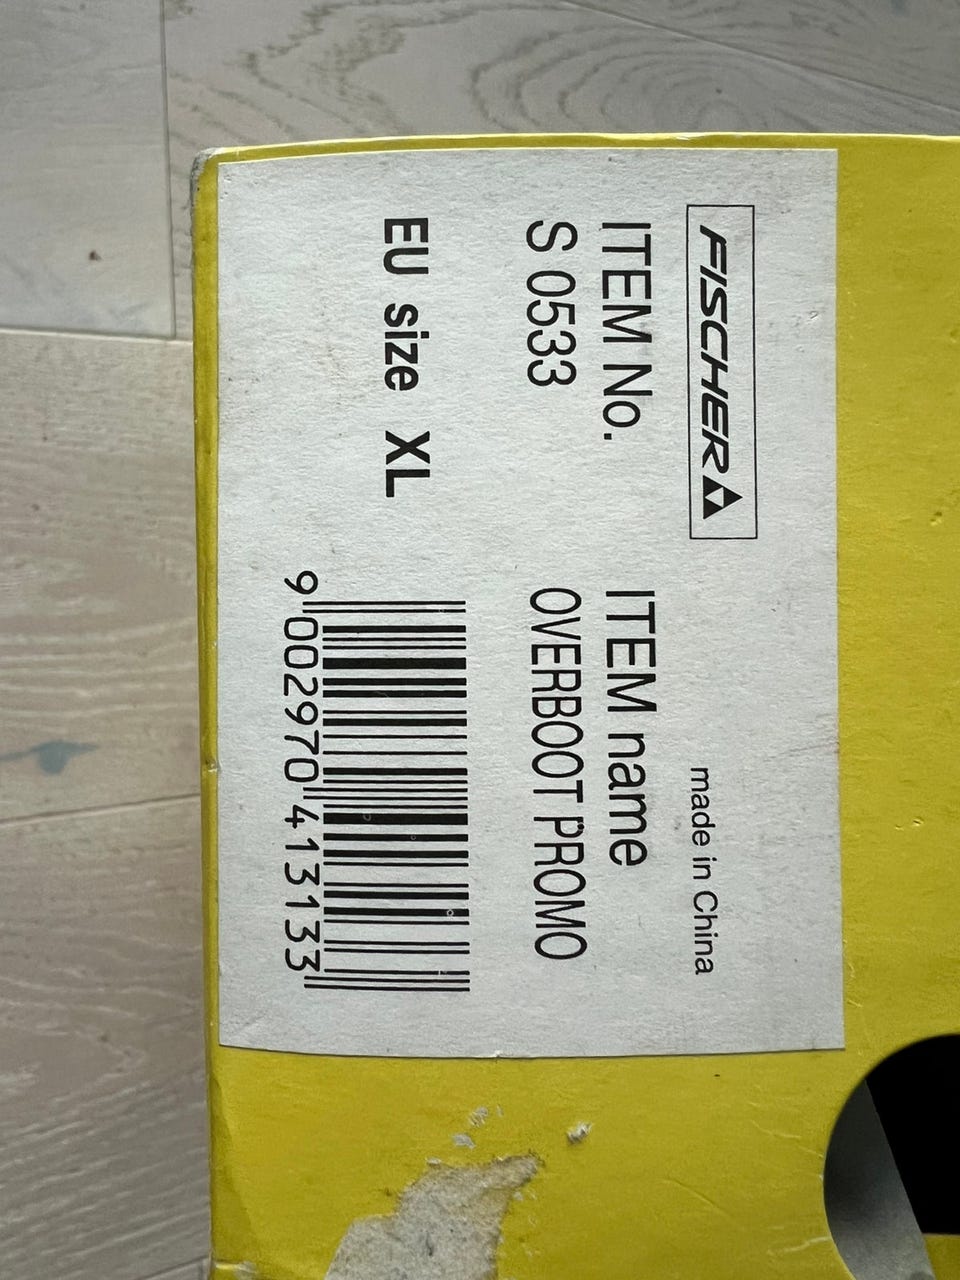 FISCHER
made in China
ITEM No.
ITEM name
S 0533
OVERBOOT PROMO
EU size XL
9 002970 413133